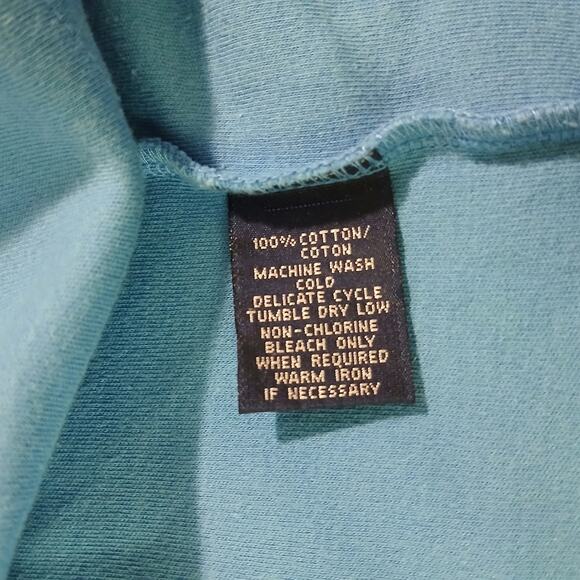 100% COTTON/
COTON
MACHINE WASH
COLD
DELICATE CYCLE
TUMBLE DRY LOW
NON-CHLORINE
BLEACH ONLY
WHEN REQUIRED
WARM IRON
IF NECESSARY